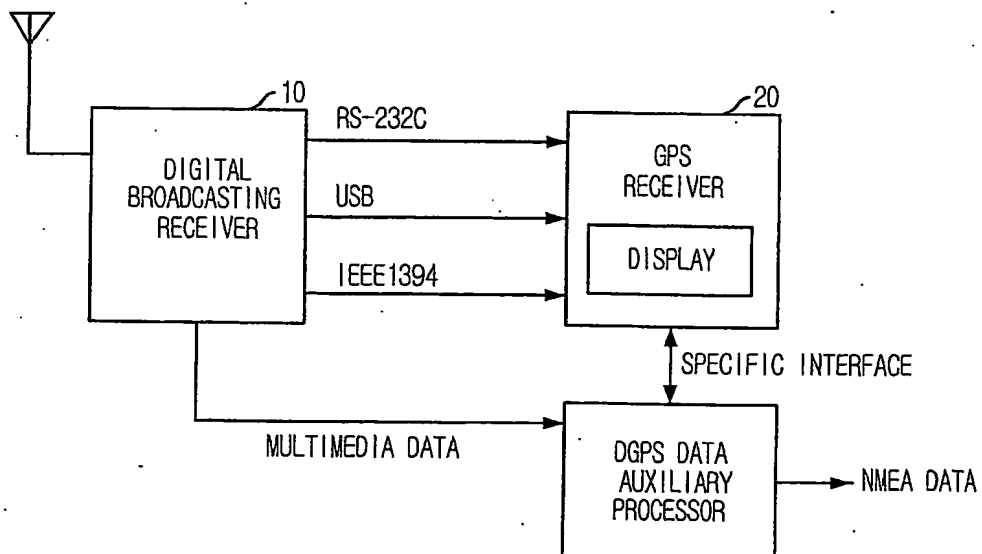 10
20
RS-232C
DIGITAL
BROADCASTING
RECEIVER
GPS
RECEIVER
USB
DISPLAY
IEEE1394
SPECIFIC INTERFACE
MULTIMEDIA DATA
DGPS DATA
AUXILIARY
PROCESSOR
NMEA DATA